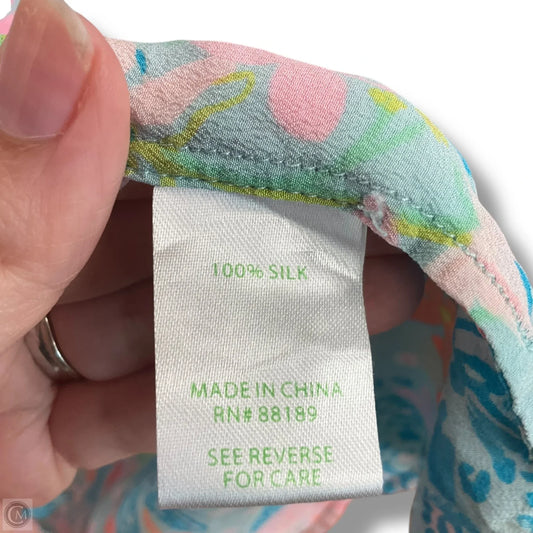 100% SILK
MADE IN CHINA
RN# 88189
SEE REVERSE
FOR CARE